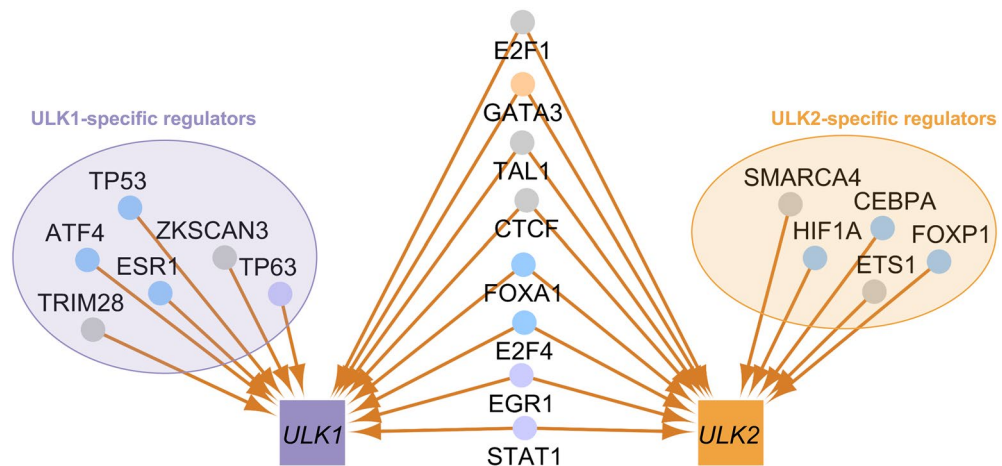 E2F1
GATA3
ULK1-specific regulators
ULK2-specific regulators
TAL1
TP53
SMARCA4
CTCF
CEBPA
ATF4
ZKSCAN3
HIF1A
FOXP1
ESR1
TP63
ETS1
FOXA1
TRIM28
E2F4
EGR1
ULK1
ULK2
STAT1